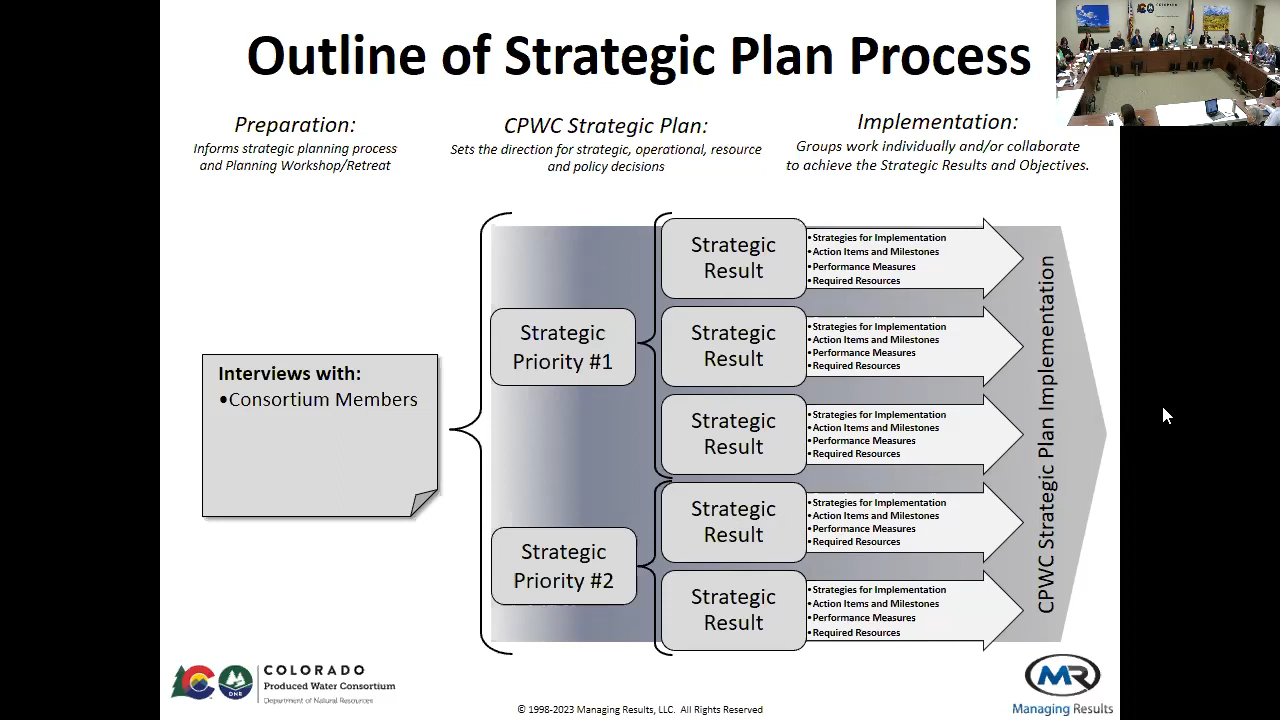 Outline of Strategic Plan Process
COLORADO
Preparation:
Informs strategic planning process
and Planning Workshop/Retreat
CPWC Strategic Plan:
Sets the direction for strategic, operational, resource
and policy decisions
Implementation:
Groups work individually and/or collaborate
to achieve the Strategic Results and Objectives.
Interviews with:
•Consortium Members
Strategic
Priority #1
Strategic
Result
•Strategies for Implementation
•Action Items and Milestones
•Performance Measures
•Required Resources
Strategic
Result
•Strategies for Implementation
•Action Items and Milestones
•Performance Measures
•Required Resources
Strategic
Result
•Strategies for Implementation
•Action Items and Milestones
•Performance Measures
•Required Resources
Strategic
Priority #2
Strategic
Result
•Strategies for Implementation
•Action Items and Milestones
•Performance Measures
•Required Resources
Strategic
Result
•Strategies for Implementation
•Action Items and Milestones
•Performance Measures
•Required Resources
CPWC Strategic Plan Implementation
DNR
COLORADO
Produced Water Consortium
Department of Natural Resources
© 1998-2023 Managing Results, LLC. All Rights Reserved
MR
Managing Results